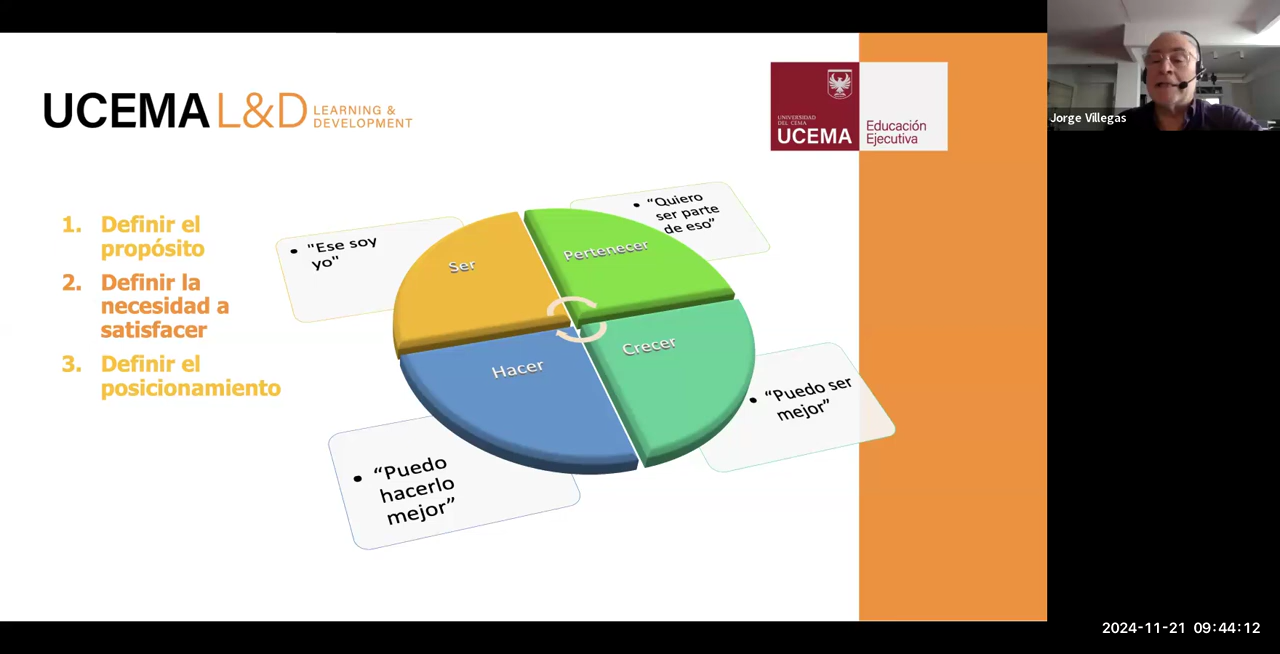 UCEMA L&D LEARNING &
DEVELOPMENT
UNIVERSIDAD
DEL CEMA
UCEMA
Educación
Ejecutiva
Jorge Villegas
1. Definir el
propósito
2. Definir la
necesidad a
satisfacer
3. Definir el
posicionamiento
• "Ese soy
yo"
Ser
Pertenecer
• “Quiero
ser parte
de eso”
Hacer
Crecer
• “Puedo ser
mejor”
• “Puedo
hacerlo
mejor”
2024-11-21 09:44:12